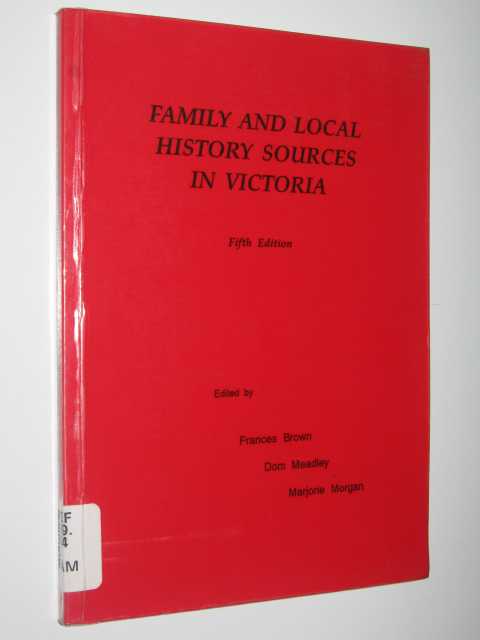 FAMILY AND LOCAL
HISTORY SOURCES
IN VICTORIA
Fifth Edition
Edited by
Frances Brown
Dom Meadley
Marjorie Morgan